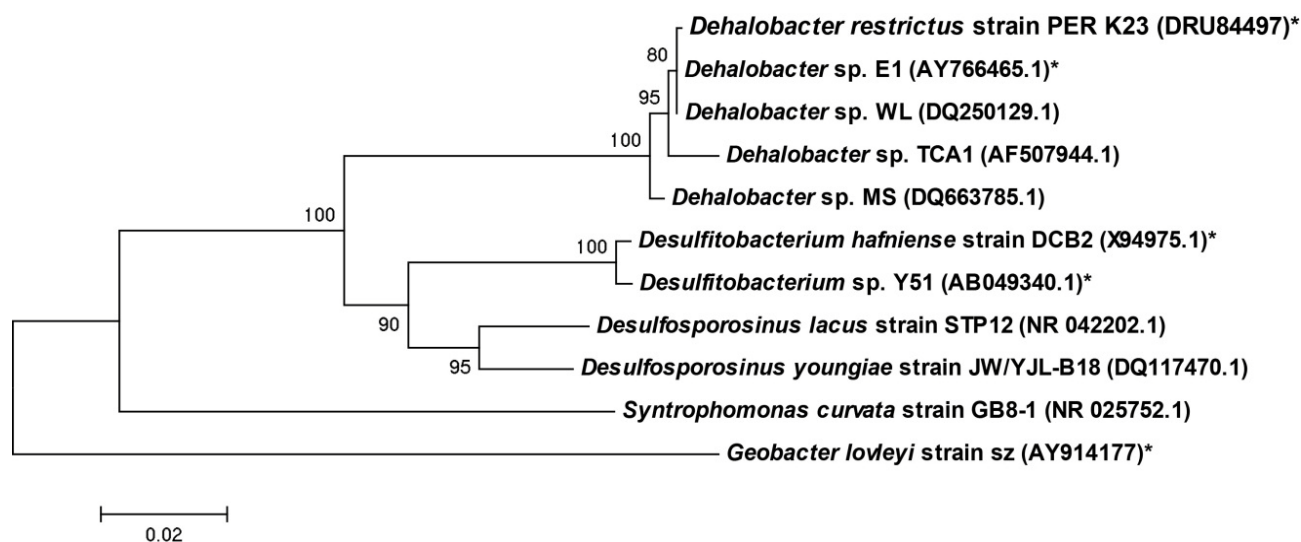 Dehalobacter restrictus strain PER K23 (DRU84497)*
80
Dehalobacter sp. E1 (AY766465.1)*
95
Dehalobacter sp. WL (DQ250129.1)
100
Dehalobacter sp. TCA1 (AF507944.1)
Dehalobacter sp. MS (DQ663785.1)
100
Desulfitobacterium hafniense strain DCB2 (X94975.1)*
100
Desulfitobacterium sp. Y51 (AB049340.1)*
90
Desulfosporosinus lacus strain STP12 (NR 042202.1)
95
Desulfosporosinus youngiae strain JW/YJL-B18 (DQ117470.1)
Syntrophomonas curvata strain GB8-1 (NR 025752.1)
Geobacter lovleyi strain sz (AY914177)*
0.02